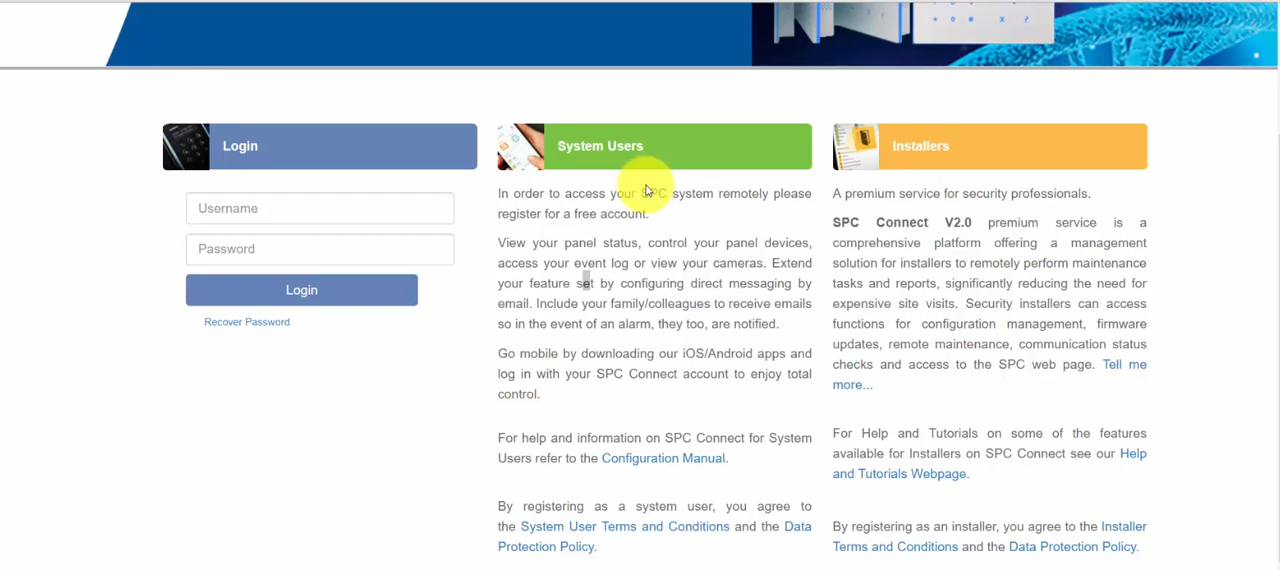 Login
Username
Password
Login
Recover Password
System Users
In order to access your SPC system remotely please
register for a free account.
View your panel status, control your panel devices,
access your event log or view your cameras. Extend
your feature set by configuring direct messaging by
email. Include your family/colleagues to receive emails
so in the event of an alarm, they too, are notified.
Go mobile by downloading our iOS/Android apps and
log in with your SPC Connect account to enjoy total
control.
For help and information on SPC Connect for System
Users refer to the Configuration Manual.
By registering as a system user, you agree to
the System User Terms and Conditions and the Data
Protection Policy.
Installers
A premium service for security professionals.
SPC Connect V2.0 premium service is a
comprehensive platform offering a management
solution for installers to remotely perform maintenance
tasks and reports, significantly reducing the need for
expensive site visits. Security installers can access
functions for configuration management, firmware
updates, remote maintenance, communication status
checks and access to the SPC web page. Tell me
more...
For Help and Tutorials on some of the features
available for Installers on SPC Connect see our Help
and Tutorials Webpage.
By registering as an installer, you agree to the Installer
Terms and Conditions and the Data Protection Policy.